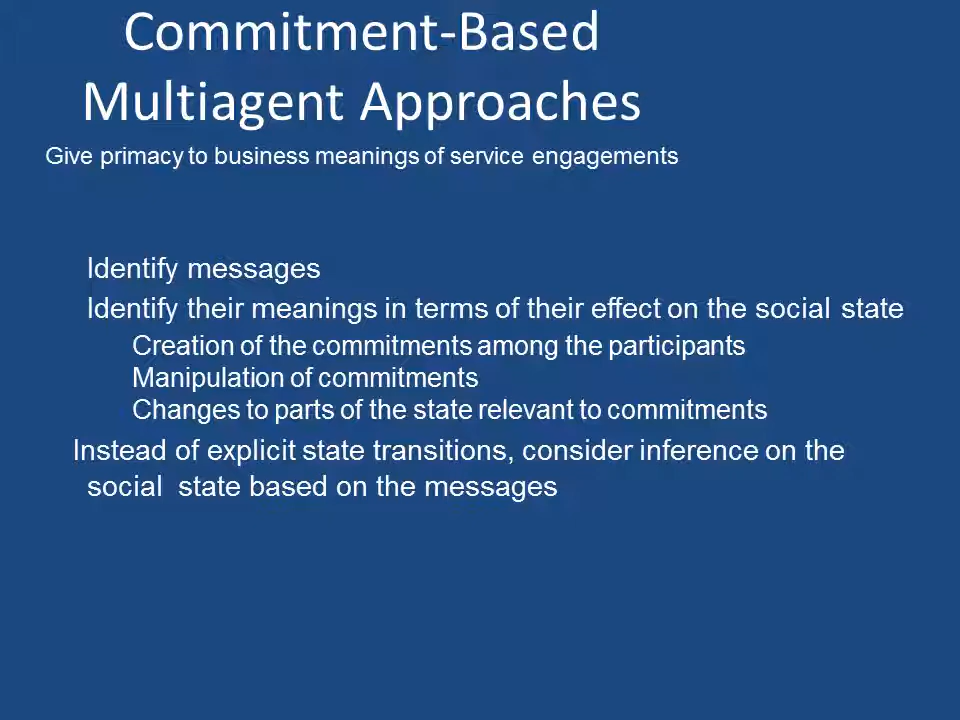 Commitment-Based
Multiagent Approaches
Give primacy to business meanings of service engagements
Identify messages
Identify their meanings in terms of their effect on the social state
Creation of the commitments among the participants
Manipulation of commitments
Changes to parts of the state relevant to commitments
Instead of explicit state transitions, consider inference on the
social state based on the messages